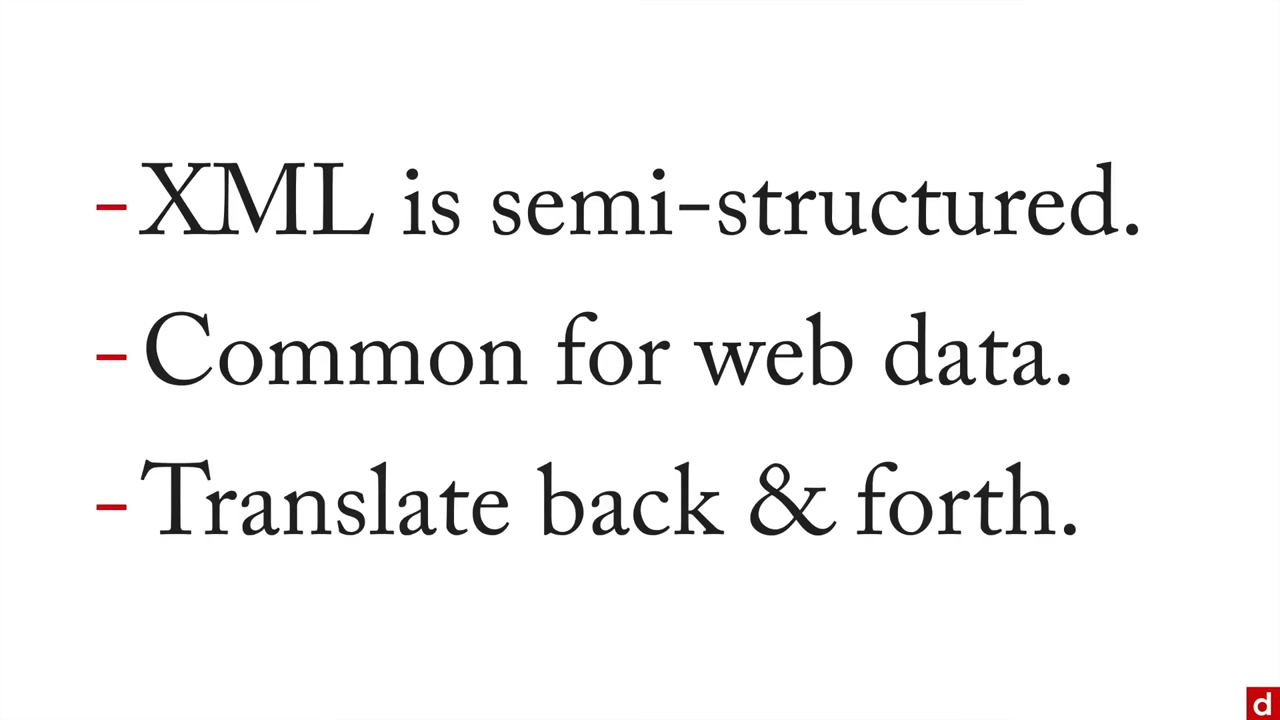 - XML is semi-structured.
- Common for web data.
- Translate back & forth.
d